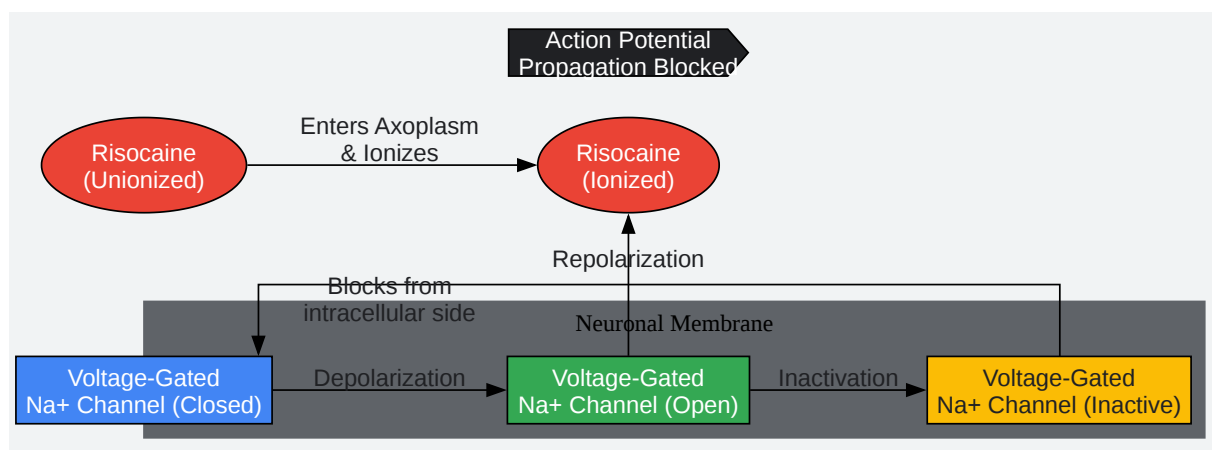 Action Potential
Propagation Blocked
Enters Axoplasm
& Ionizes
Risocaine
(Unionized)
Risocaine
(Ionized)
Repolarization
Blocks from
intracellular side
Neuronal Membrane
Voltage-Gated
Na+ Channel (Closed)
Depolarization
Voltage-Gated
Na+ Channel (Open)
Inactivation
Voltage-Gated
Na+ Channel (Inactive)